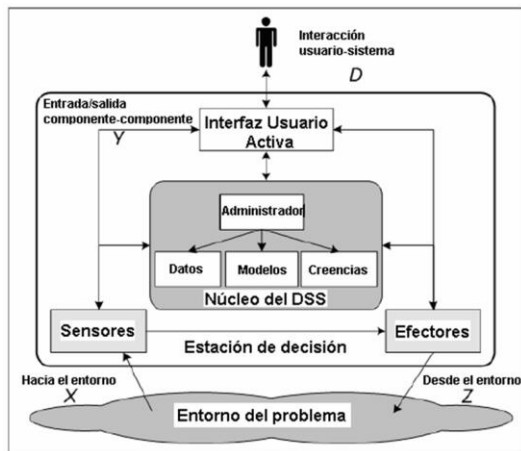 Interacción
usuario-sistema
D
Entrada/salida
componente-componente
Y
Interfaz Usuario
Activa
Administrador
Datos
Modelos
Creencias
Núcleo del DSS
Sensores
Efectores
Estación de decisión
Hacia el entorno
X
Desde el entorno
Z
Entorno del problema